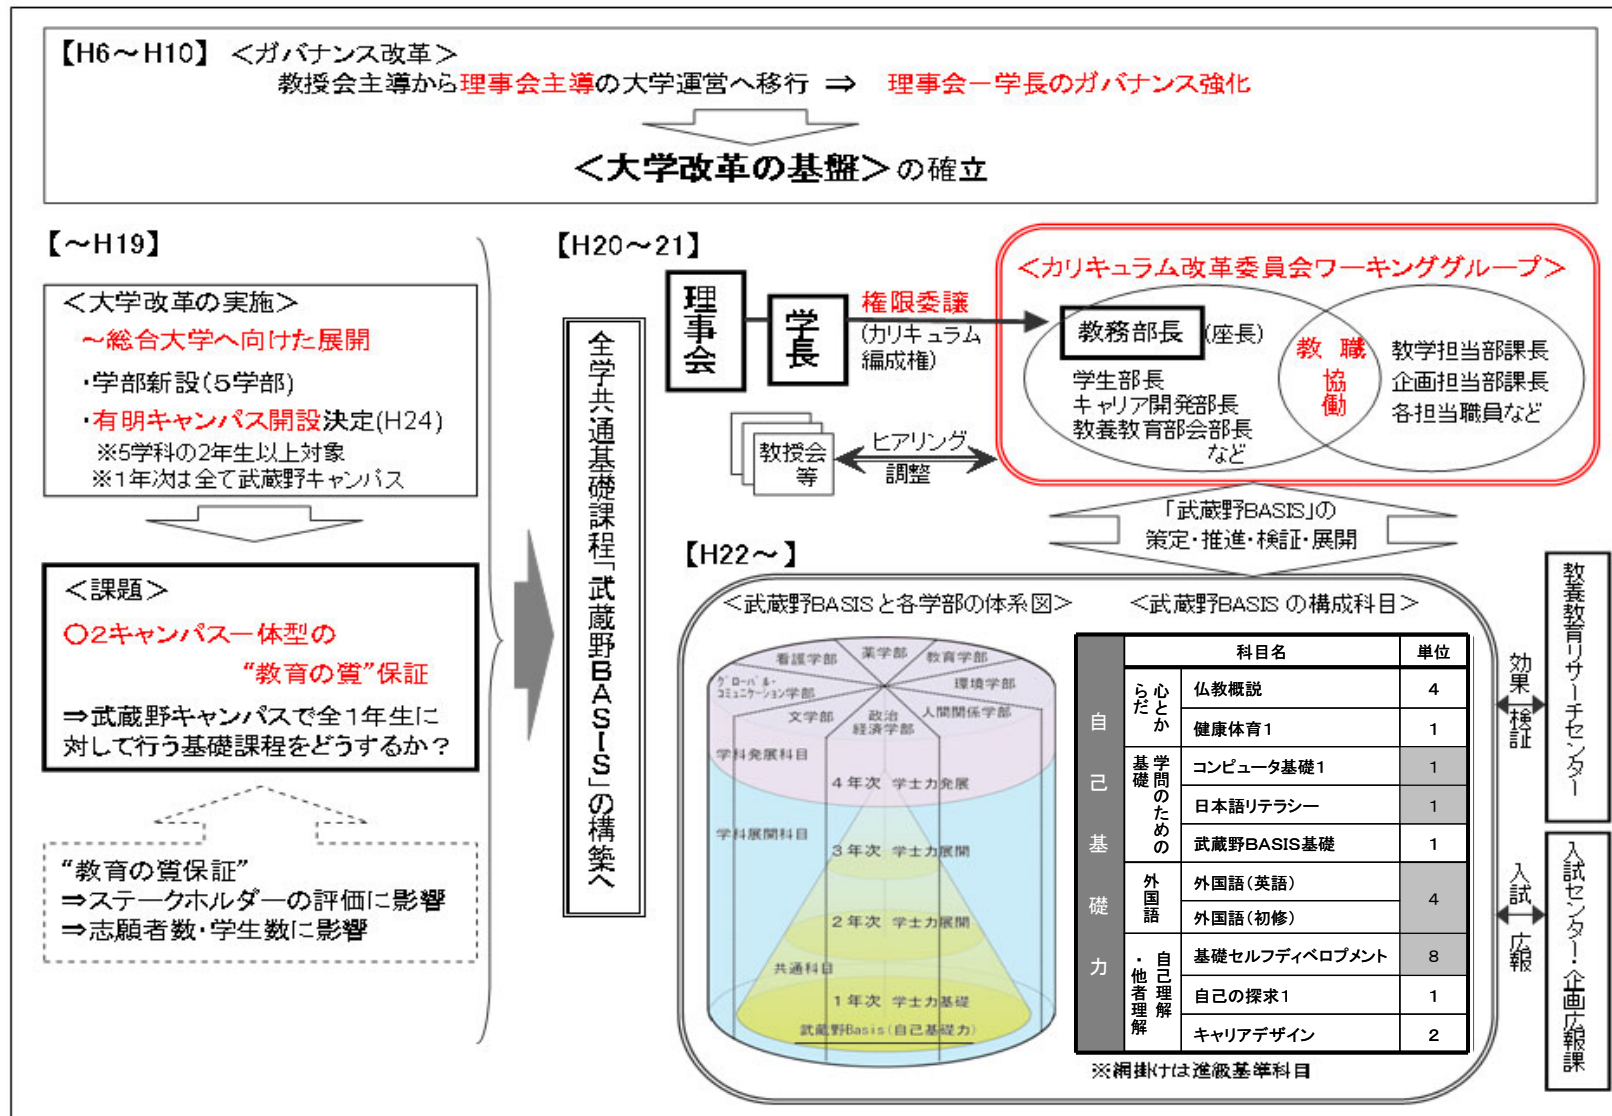 【H6～H10】 ＜ガバナンス改革＞
教授会主導から理事会主導の大学運営へ移行 ⇒ 理事会－学長のガバナンス強化
＜大学改革の基盤＞の確立
【～H19】
＜大学改革の実施＞
～総合大学へ向けた展開
・学部新設(5学部)
・有明キャンパス開設決定(H24)
※5学科の2年生以上対象
※1年次は全て武蔵野キャンパス
＜課題＞
○2キャンパス一体型の
“教育の質”保証
⇒武蔵野キャンパスで全1年生に
対して行う基礎課程をどうするか？
“教育の質保証”
⇒ステークホルダーの評価に影響
⇒志願者数・学生数に影響
全学共通基礎課程「武蔵野BASIS」の構築へ
【H20～21】
理事会
学長
権限委譲
(カリキュラム
編成権)
教授会
等
ヒアリング
調整
＜カリキュラム改革委員会ワーキンググループ＞
教務部長 (座長)
学生部長
キャリア開発部長
教養教育部会部長
など
教職
協働
教学担当部課長
企画担当部課長
各担当職員など
「武蔵野BASIS」の
策定・推進・検証・展開
【H22～】
＜武蔵野BASISと各学部の体系図＞
看護学部
薬学部
教育学部
グローバル・
コミュニケーション学部
環境学部
文学部
政治
経済学部
人間関係学部
学科発展科目
4年次 学士力発展
学科展開科目
3年次 学士力展開
2年次 学士力展開
共通科目
1年次 学士力基礎
武蔵野Basis(自己基礎力)
＜武蔵野BASISの構成科目＞
自己基礎力
科目名 単位
心とからだ
仏教概説 4
健康体育1 1
学問のための基礎
コンピュータ基礎1 1
日本語リテラシー 1
武蔵野BASIS基礎 1
外国語
外国語(英語) 4
外国語(初修)
自己理解・他者理解
基礎セルフディベロプメント 8
自己の探求1 1
キャリアデザイン 2
※網掛けは進級基準科目
効果検証
教養教育リサーチセンター
入試広報
入試センター・企画広報課